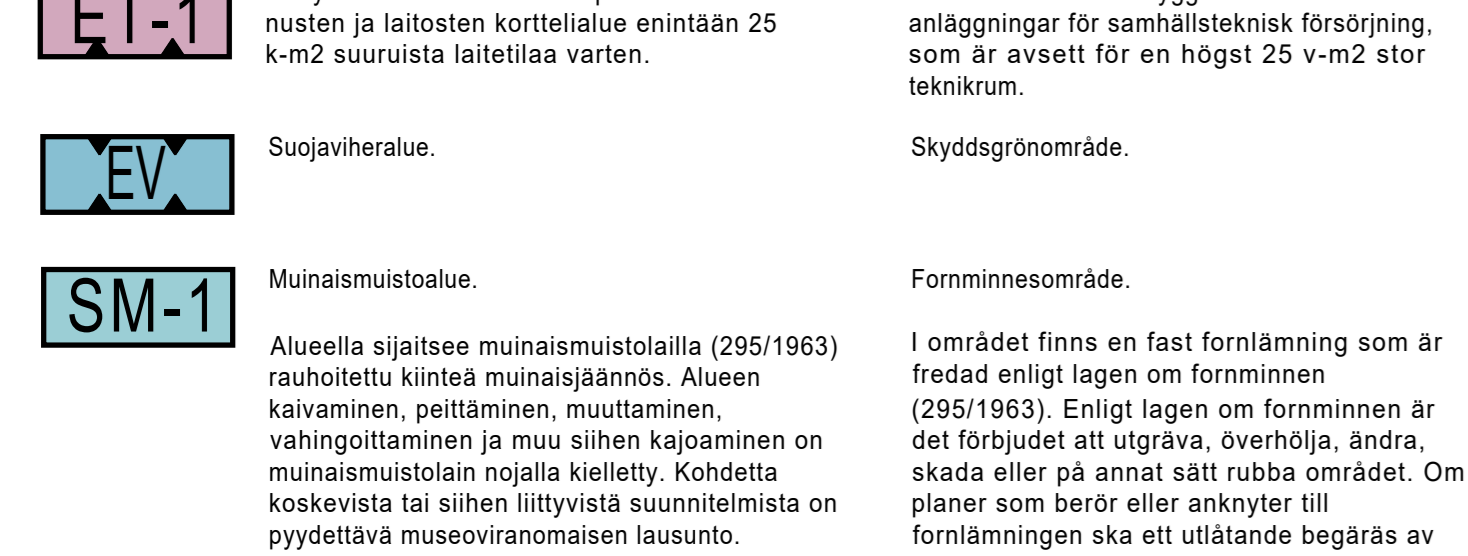 ET-1
nusten ja laitosten korttelialue enintään 25
k-m2 suuruista laitetilaa varten.
anläggningar för samhällsteknisk försörjning,
som är avsett för en högst 25 v-m2 stor
teknikrum.
EV
Suojaviheralue.
Skyddsgrönområde.
SM-1
Muinaismuistoalue.
Alueella sijaitsee muinaismuistolailla (295/1963)
rauhoitettu kiinteä muinaisjäännös. Alueen
kaivaminen, peittäminen, muuttaminen,
vahingoittaminen ja muu siihen kajoaminen on
muinaismuistolain nojalla kielletty. Kohdetta
koskevista tai siihen liittyvistä suunnitelmista on
pyydettävä museoviranomaisen lausunto.
Fornminnesområde.
I området finns en fast fornlämning som är
fredad enligt lagen om fornminnen
(295/1963). Enligt lagen om fornminnen är
det förbjudet att utgräva, överhölja, ändra,
skada eller på annat sätt rubba området. Om
planer som berör eller anknyter till
fornlämningen ska ett utlåtande begäras av